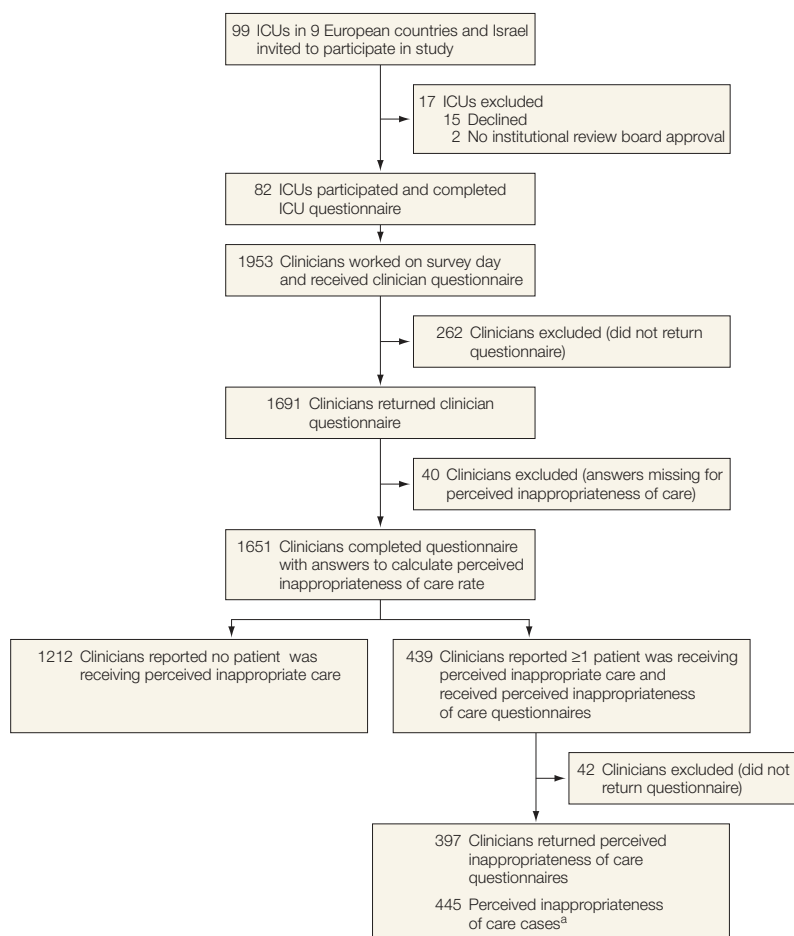 99 ICUs in 9 European countries and Israel
invited to participate in study
17 ICUs excluded
15 Declined
2 No institutional review board approval
82 ICUs participated and completed
ICU questionnaire
1953 Clinicians worked on survey day
and received clinician questionnaire
262 Clinicians excluded (did not return
questionnaire)
1691 Clinicians returned clinician
questionnaire
40 Clinicians excluded (answers missing for
perceived inappropriateness of care)
1651 Clinicians completed questionnaire
with answers to calculate perceived
inappropriateness of care rate
1212 Clinicians reported no patient was
receiving perceived inappropriate care
439 Clinicians reported ≥1 patient was receiving
perceived inappropriate care and
received perceived inappropriateness
of care questionnaires
42 Clinicians excluded (did not
return questionnaire)
397 Clinicians returned perceived
inappropriateness of care
questionnaires
445 Perceived inappropriateness
of care casesa